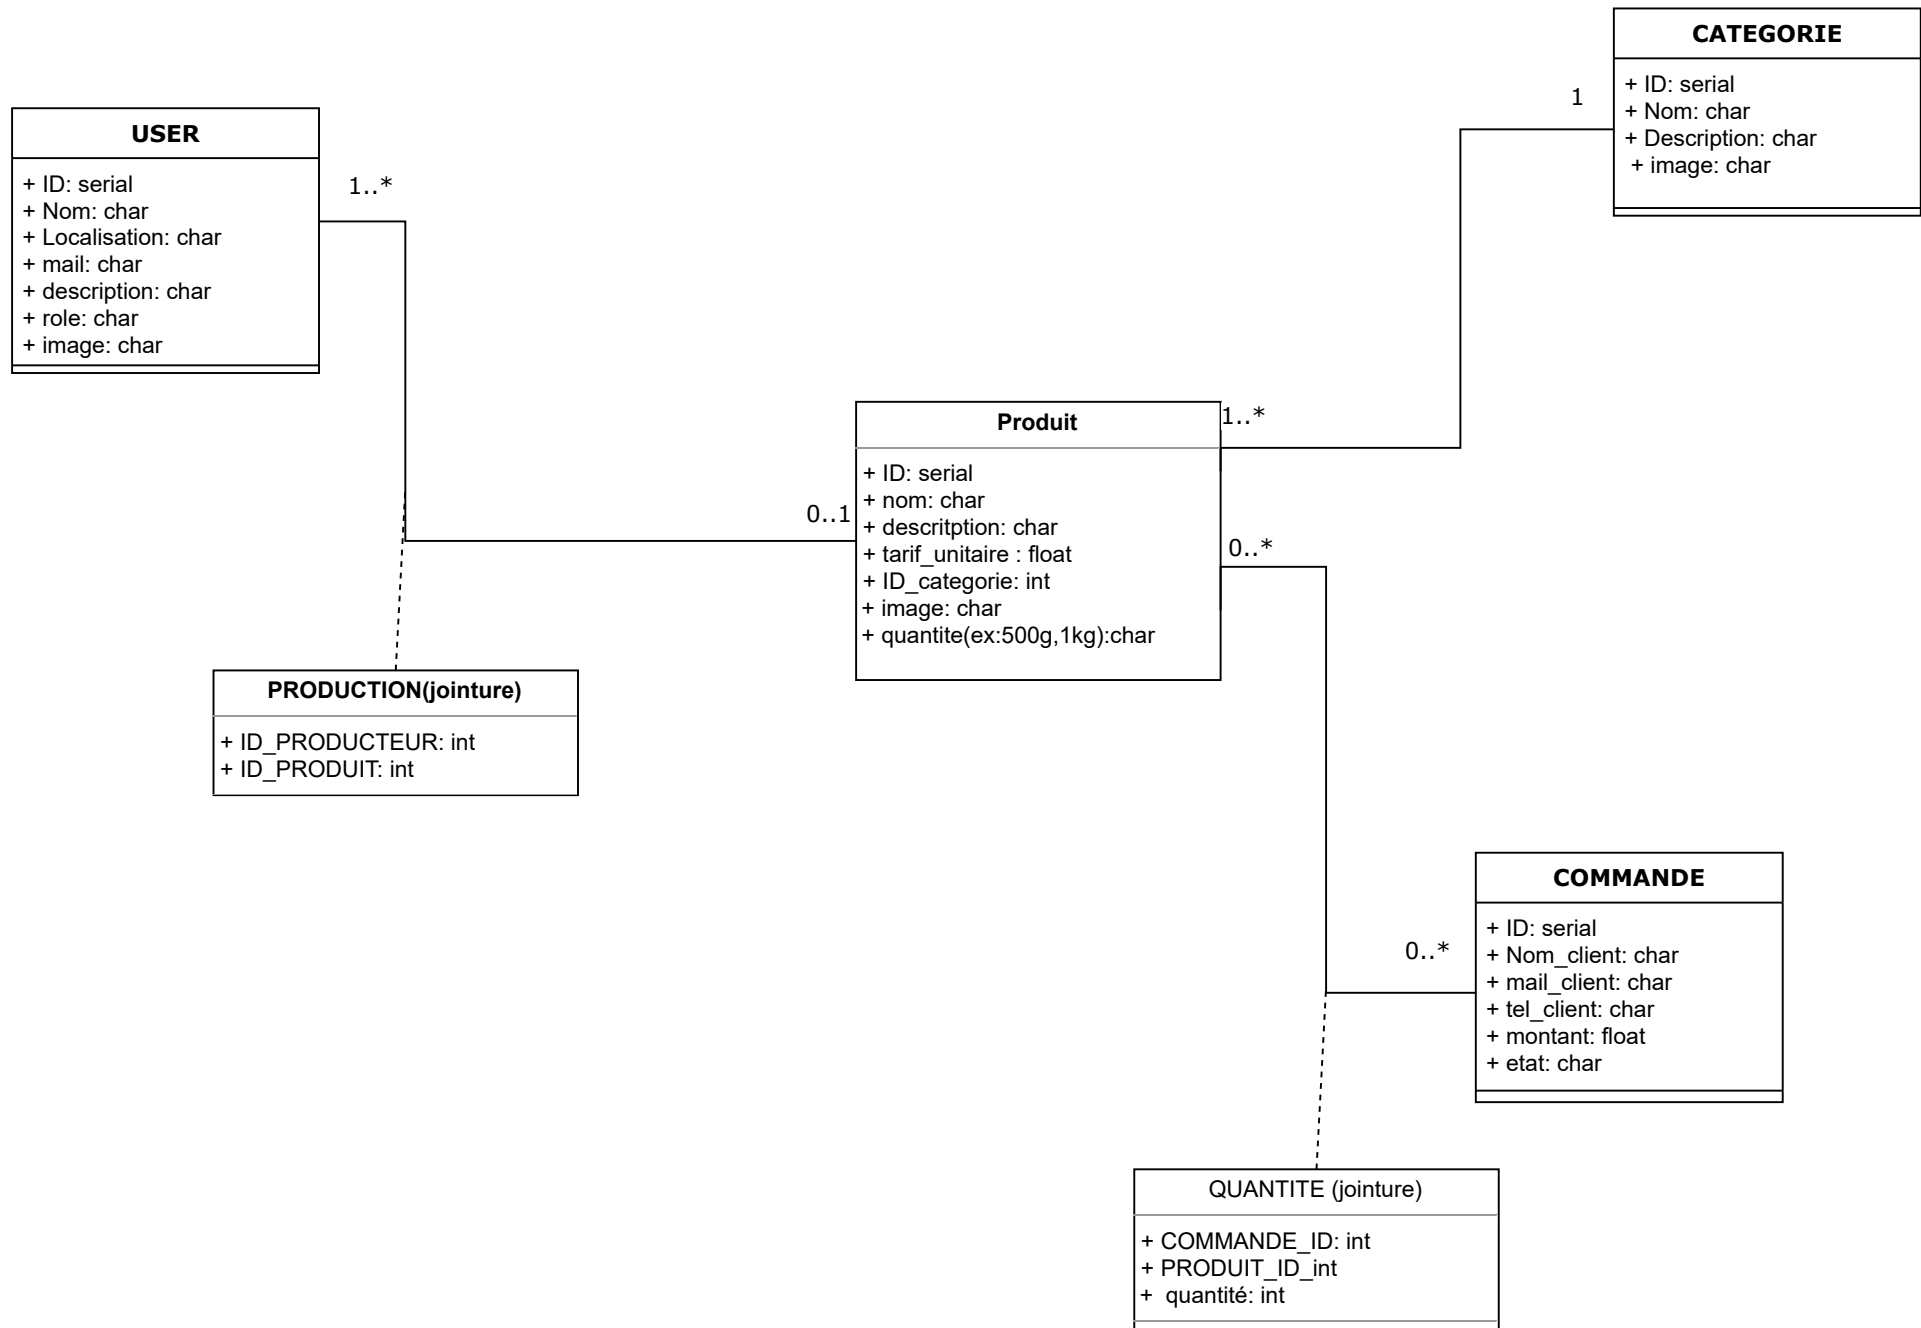 CATEGORIE
+ ID: serial
+ Nom: char
+ Description: char
+ image: char
1
USER
+ ID: serial
+ Nom: char
+ Localisation: char
+ mail: char
+ description: char
+ role: char
+ image: char
1..*
Produit
+ ID: serial
+ nom: char
+ descritption: char
+ tarif_unitaire : float
+ ID_categorie: int
+ image: char
+ quantite(ex:500g,1kg):char
1..*
0..1
0..*
PRODUCTION(jointure)
+ ID_PRODUCTEUR: int
+ ID_PRODUIT: int
COMMANDE
+ ID: serial
+ Nom_client: char
+ mail_client: char
+ tel_client: char
+ montant: float
+ etat: char
0..*
QUANTITE (jointure)
+ COMMANDE_ID: int
+ PRODUIT_ID_int
+ quantité: int